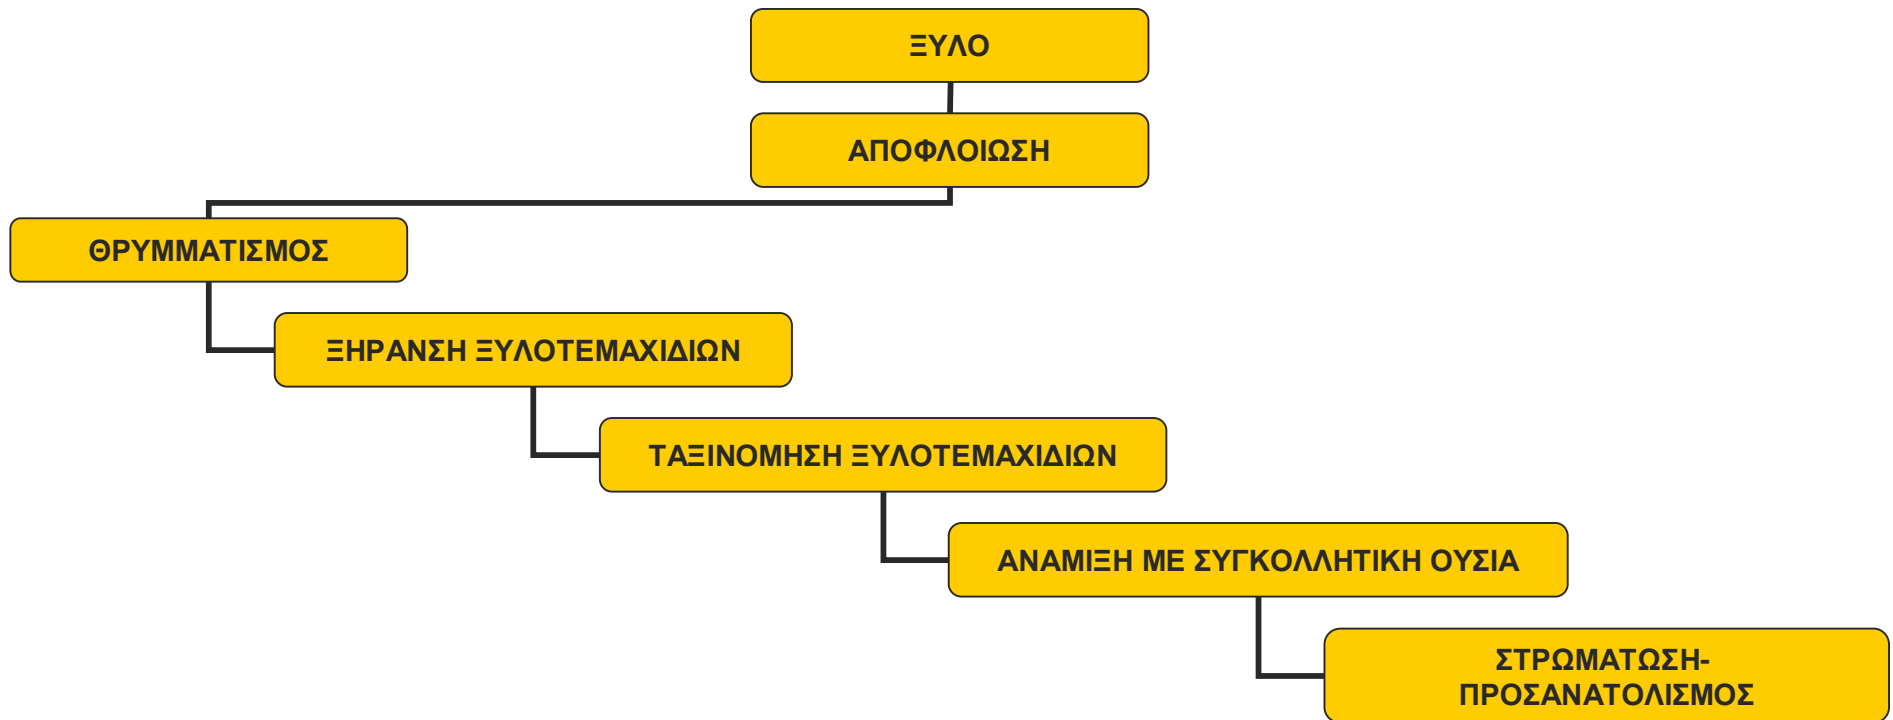 ΞΥΛΟ
ΑΠΟΦΛΟΙΩΣΗ
ΘΡΥΜΜΑΤΙΣΜΟΣ
ΞΗΡΑΝΣΗ ΞΥΛΟΤΕΜΑΧΙΔΙΩΝ
ΤΑΞΙΝΟΜΗΣΗ ΞΥΛΟΤΕΜΑΧΙΔΙΩΝ
ΑΝΑΜΙΞΗ ΜΕ ΣΥΓΚΟΛΛΗΤΙΚΗ ΟΥΣΙΑ
ΣΤΡΩΜΑΤΩΣΗ-
ΠΡΟΣΑΝΑΤΟΛΙΣΜΟΣ